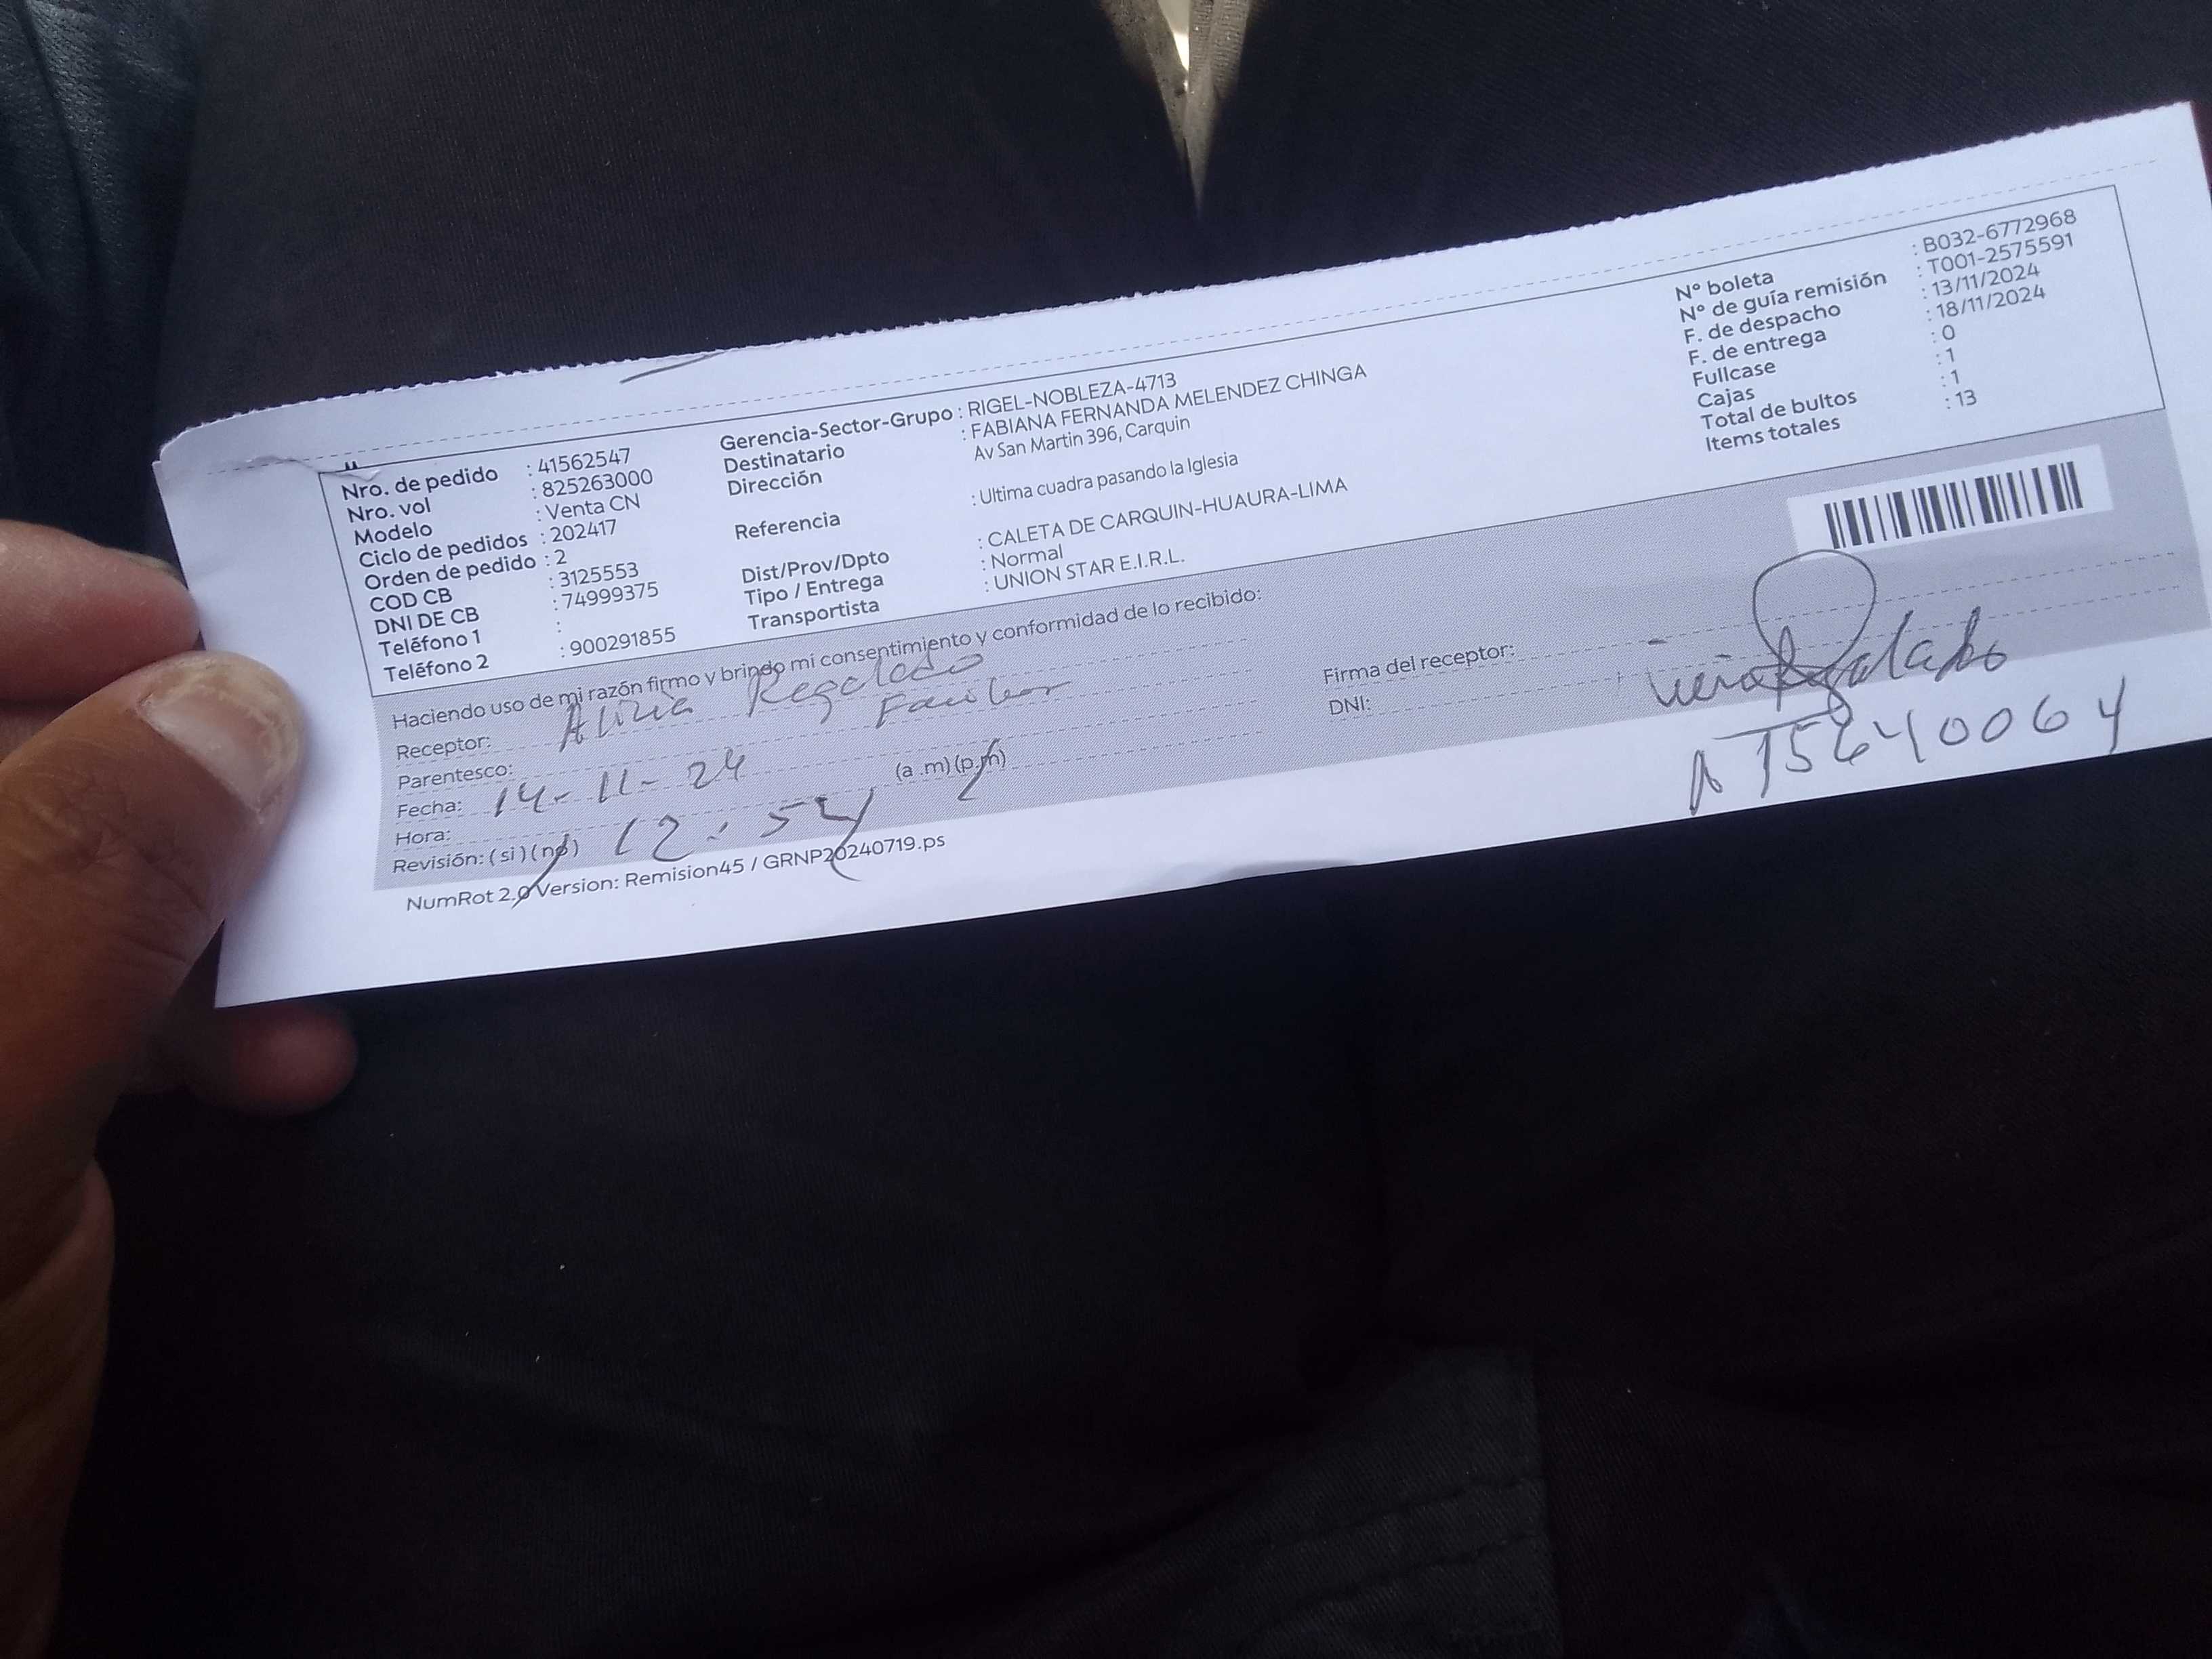 Nro. de pedido : 41562547
Nro. vol : 825263000
Modelo : Venta CN
Ciclo de pedidos : 202417
Orden de pedido : 2
COD CB : 3125553
DNI DE CB : 74999375
Teléfono 1 :
Teléfono 2 : 900291855
Gerencia-Sector-Grupo : RIGEL-NOBLEZA-4713
Destinatario : FABIANA FERNANDA MELENDEZ CHINGA
Dirección Av San Martin 396, Carquin
Referencia : Ultima cuadra pasando la Iglesia
Dist/Prov/Dpto : CALETA DE CARQUIN-HUAURA-LIMA
Tipo / Entrega : Normal
Transportista : UNION STAR E.I.R.L.
N° boleta : B032-6772968
N° de guía remisión : T001-2575591
F. de despacho : 13/11/2024
F. de entrega : 18/11/2024
Fullcase : 0
Cajas : 1
Total de bultos : 1
Items totales : 13
Haciendo uso de mi razón firmo y brindo mi consentimiento y conformidad de lo recibido:
Receptor: Regalado
Parentesco:
Fecha: 14-11-24
Hora: 12:54 (a .m) (p.m)
Revisión: ( si ) ( no )
Firma del receptor:
DNI:
NumRot 2.0 Version: Remision45 / GRNP20240719.ps